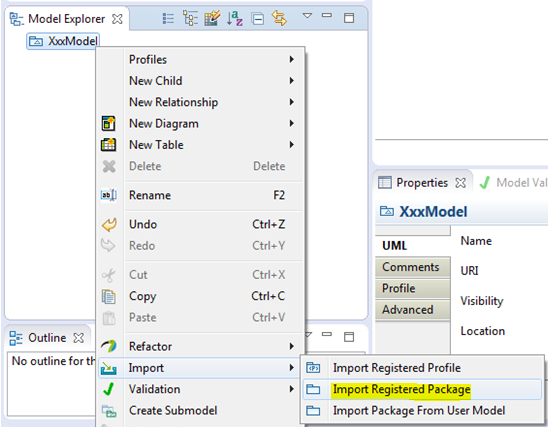 Model Explorer
XxxModel
Profiles
New Child
New Relationship
New Diagram
New Table
Delete Delete
Rename F2
Undo Ctrl+Z
Redo Ctrl+Y
Cut Ctrl+X
Copy Ctrl+C
Paste Ctrl+V
Refactor
Import
Validation
Create Submodel
Import Registered Profile
Import Registered Package
Import Package From User Model
Outline
No outline for th
Properties
Model Val
XxxModel
UML
Comments
Profile
Advanced
Name
URI
Visibility
Location